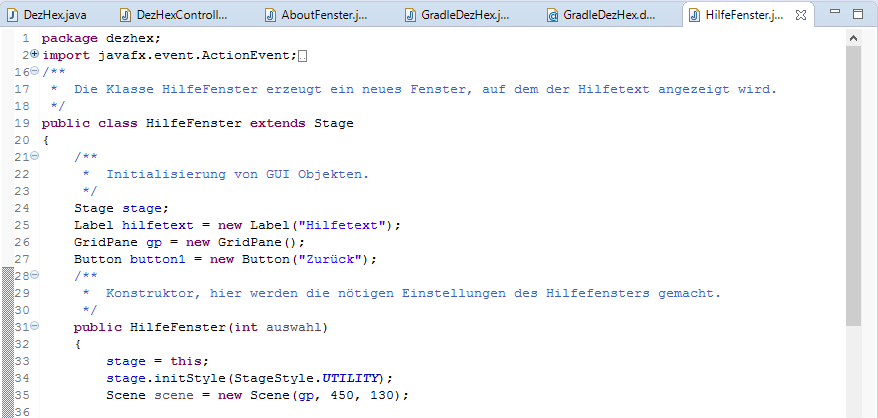 DezHex.java DezHexControll... AboutFenster.j... GradleDezHex.j... GradleDezHex.d... HilfeFenster.j...
1 package dezhex;
2 import javafx.event.ActionEvent;
16 /**
17  *  Die Klasse HilfeFenster erzeugt ein neues Fenster, auf dem der Hilfetext angezeigt wird.
18  */
19 public class HilfeFenster extends Stage
20 {
21     /**
22      *  Initialisierung von GUI Objekten.
23      */
24     Stage stage;
25     Label hilfetext = new Label("Hilfetext");
26     GridPane gp = new GridPane();
27     Button button1 = new Button("Zurück");
28     /**
29      *  Konstruktor, hier werden die nötigen Einstellungen des Hilfefensters gemacht.
30      */
31     public HilfeFenster(int auswahl)
32     {
33         stage = this;
34         stage.initStyle(StageStyle.UTILITY);
35         Scene scene = new Scene(gp, 450, 130);
36